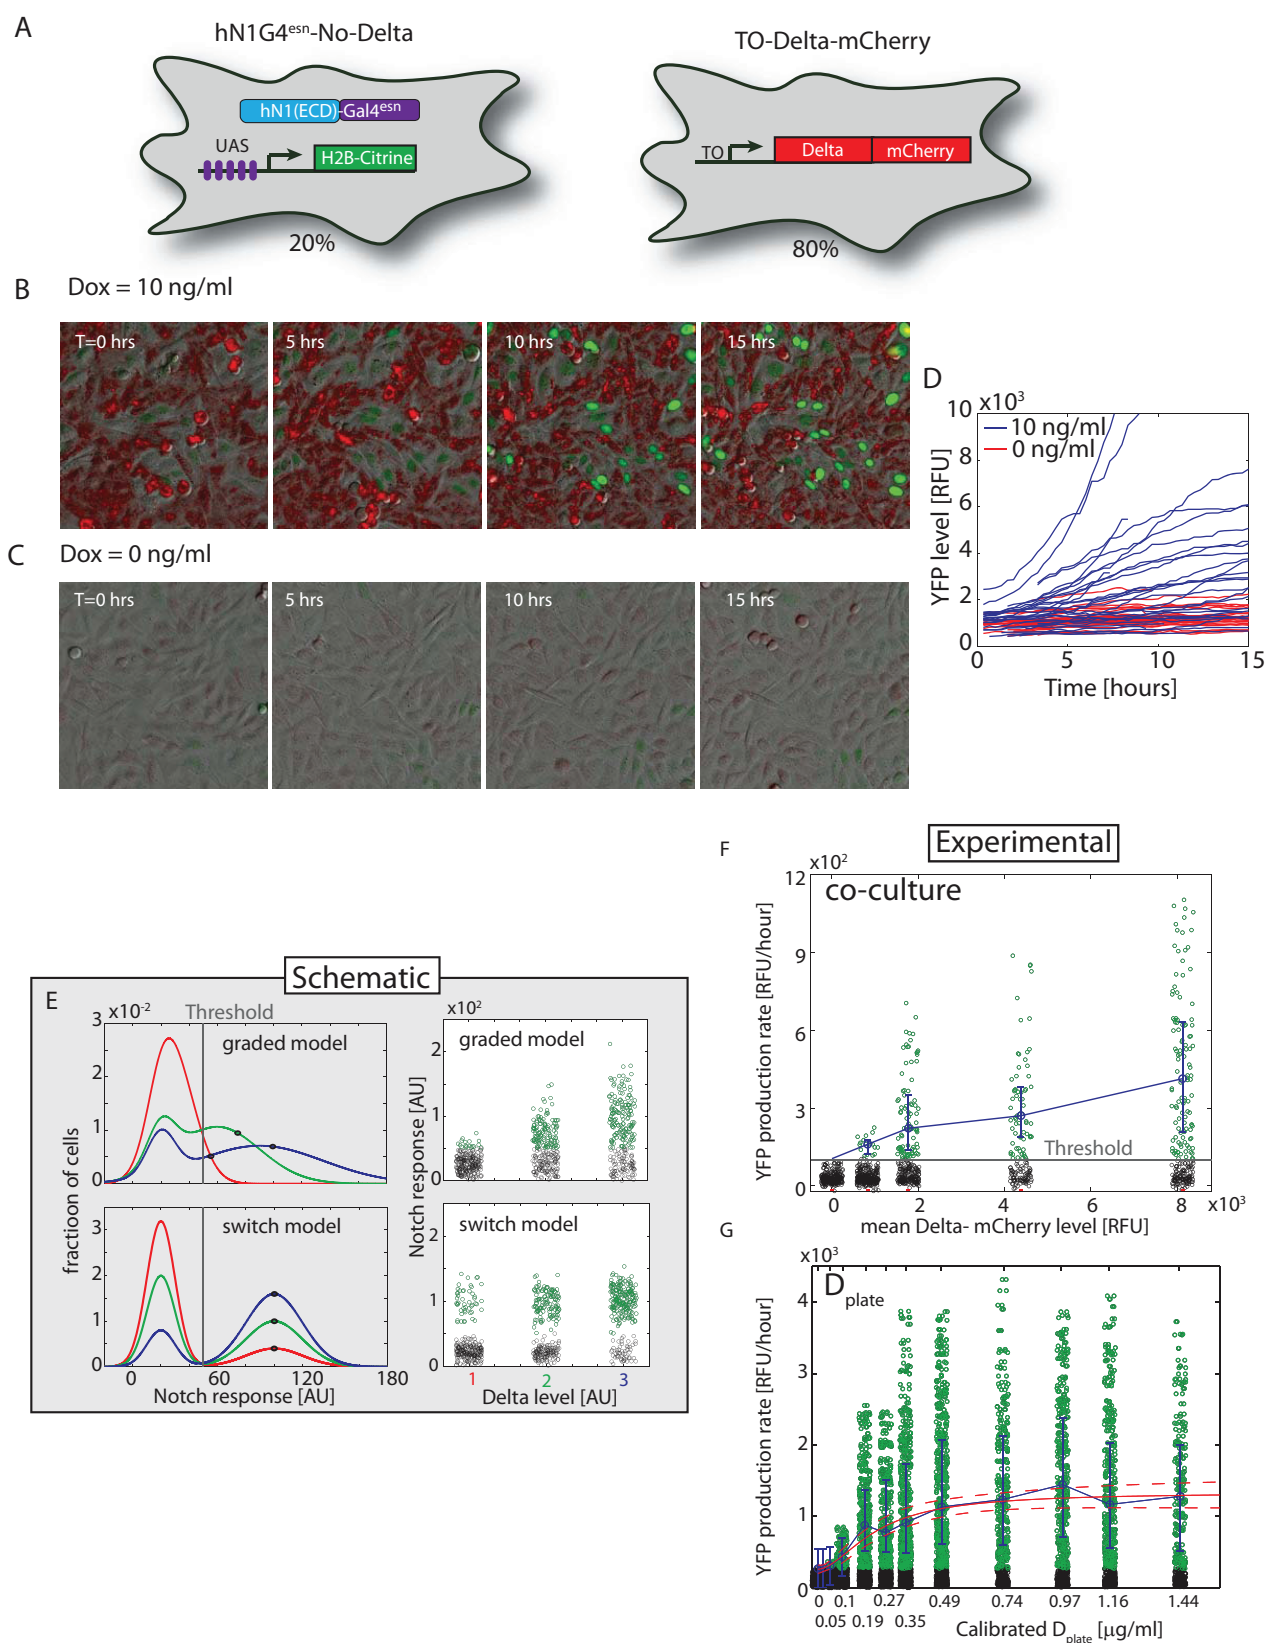 A
hN1G4esn-No-Delta
TO-Delta-mCherry
hN1(ECD)-Gal4esn
UAS
H2B-Citrine
20%
TO
Delta
mCherry
80%
B
Dox = 10 ng/ml
T=0 hrs
5 hrs
10 hrs
15 hrs
C
Dox = 0 ng/ml
T=0 hrs
5 hrs
10 hrs
15 hrs
D
x10³
10
8
6
4
2
0
YFP level [RFU]
10 ng/ml
0 ng/ml
0
5
10
15
Time [hours]
Schematic
E
x10⁻²
Threshold
3
2
1
0
graded model
fractioon of cells
switch model
3
2
1
0
0
60
120
180
Notch response [AU]
x10²
graded model
2
1
0
Notch response [AU]
switch model
2
1
0
1
2
3
Delta level [AU]
Experimental
F
x10²
co-culture
12
9
6
3
0
YFP production rate [RFU/hour]
Threshold
0
2
4
6
8
x10³
mean Delta- mCherry level [RFU]
G
x10³
Dplate
4
3
2
1
0
YFP production rate [RFU/hour]
0
0.1
0.27
0.49
0.74
0.97
1.16
1.44
0.05
0.19
0.35
Calibrated Dplate [μg/ml]